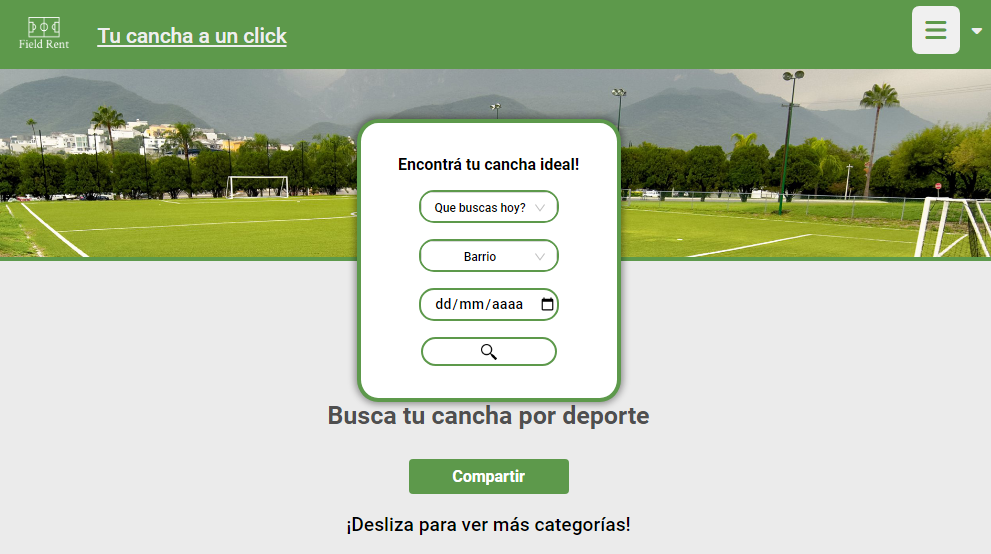 Field Rent
Tu cancha a un click
Encontrá tu cancha ideal!
Que buscas hoy?
Barrio
dd/mm/aaaa
Busca tu cancha por deporte
Compartir
¡Desliza para ver más categorías!